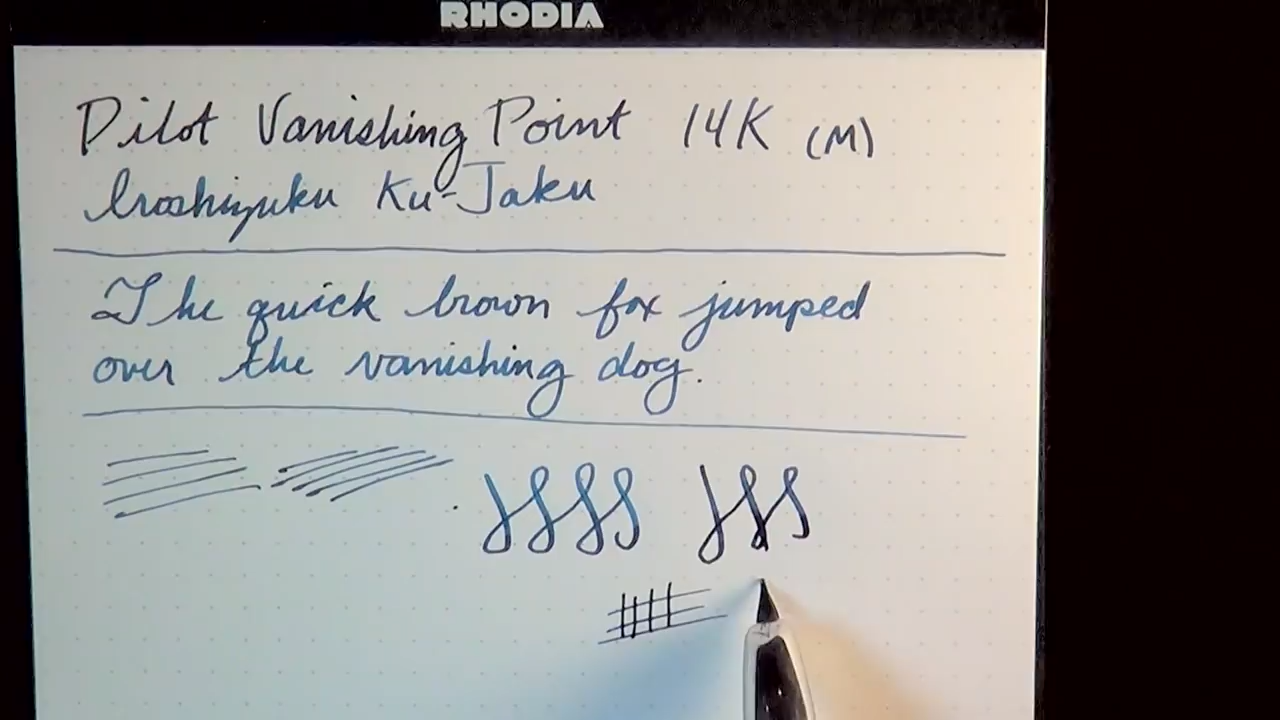 RHODIA
Pilot Vanishing Point 14K (M)
Iroshizuku Ku-Jaku
The quick brown fox jumped
over the vanishing dog.